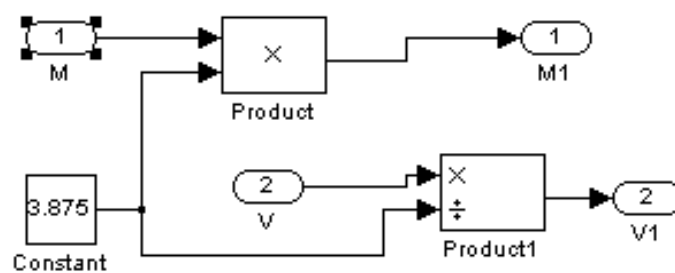 1
M
×
Product
1
M1
3.875
Constant
2
V
×
÷
Product1
2
V1